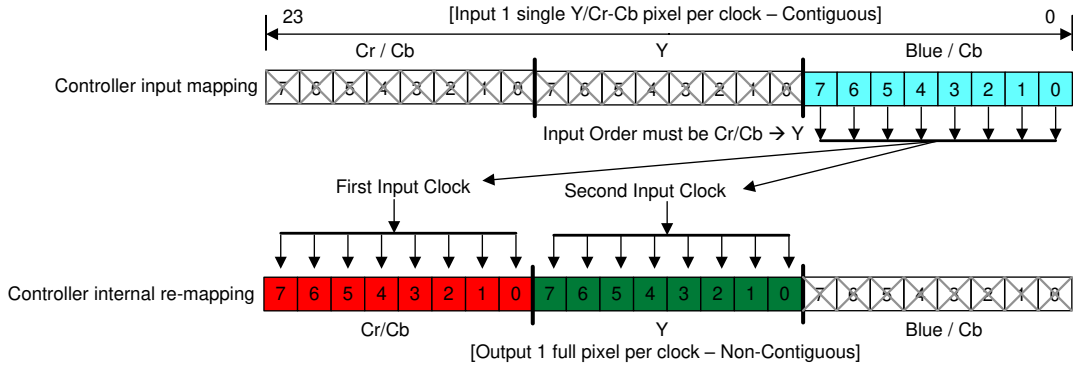 23 [Input 1 single Y/Cr-Cb pixel per clock – Contiguous] 0
Cr / Cb Y Blue / Cb
Controller input mapping 7 6 5 4 3 2 1 0 7 6 5 4 3 2 1 0 7 6 5 4 3 2 1 0
Input Order must be Cr/Cb → Y
First Input Clock Second Input Clock
Controller internal re-mapping 7 6 5 4 3 2 1 0 7 6 5 4 3 2 1 0 7 6 5 4 3 2 1 0
Cr/Cb Y Blue / Cb
[Output 1 full pixel per clock – Non-Contiguous]